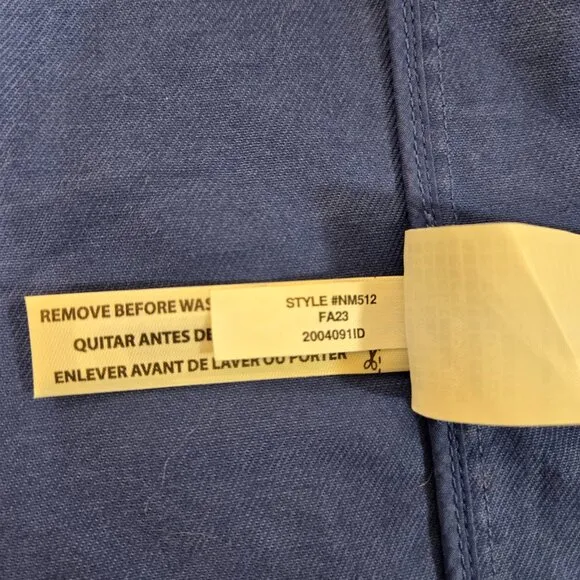 REMOVE BEFORE WAS
QUITAR ANTES DE
ENLEVER AVANT DE LAVER OU PORTER
STYLE #NM512
FA23
2004091ID